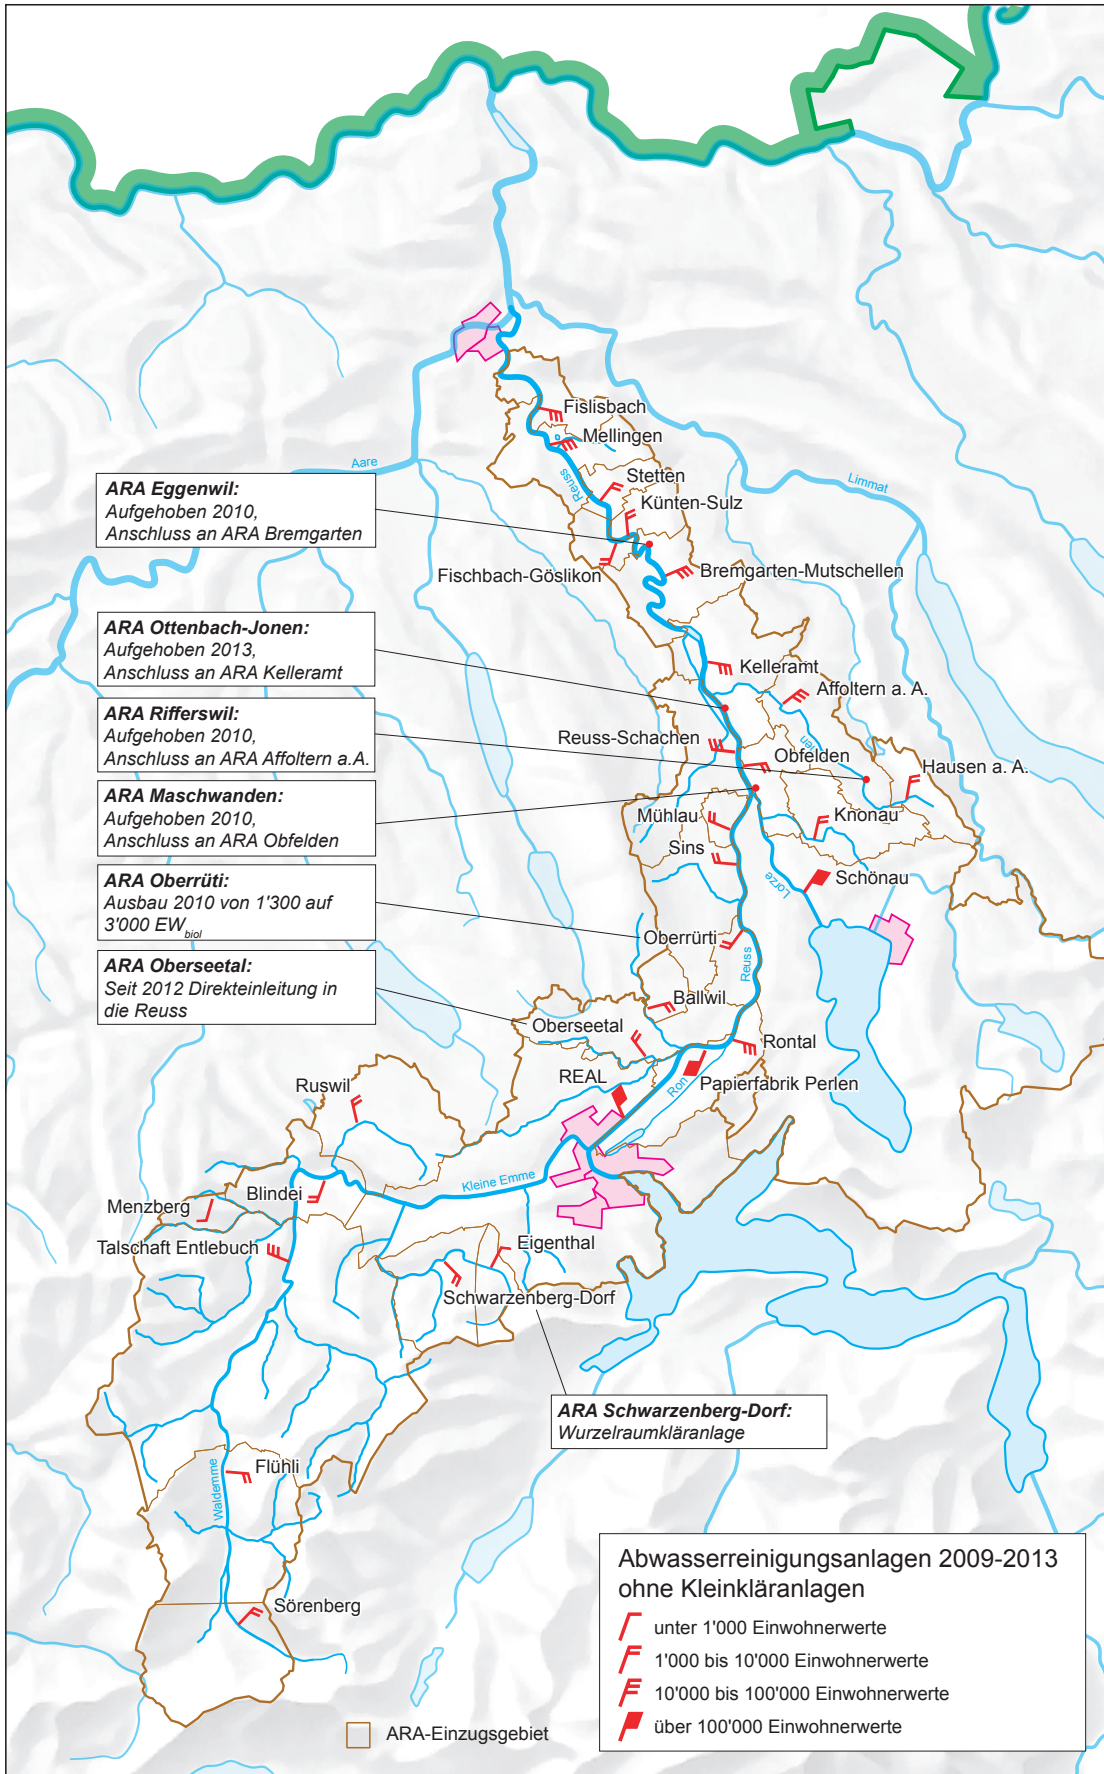 Fislisbach
Mellingen
Aare
Reuss
Stetten
Limmat
Künten-Sulz
ARA Eggenwil:
Aufgehoben 2010,
Anschluss an ARA Bremgarten
Fischbach-Göslikon
Bremgarten-Mutschellen
ARA Ottenbach-Jonen:
Aufgehoben 2013,
Anschluss an ARA Kelleramt
Kelleramt
Affoltern a. A.
ARA Rifferswil:
Aufgehoben 2010,
Anschluss an ARA Affoltern a.A.
Reuss-Schachen
Obfelden
Hausen a. A.
ARA Maschwanden:
Aufgehoben 2010,
Anschluss an ARA Obfelden
Mühlau
Knonau
Sins
Lorze
Schönau
ARA Oberrüti:
Ausbau 2010 von 1'300 auf
3'000 EWbiol
Oberrürti
Reuss
ARA Oberseetal:
Seit 2012 Direkteinleitung in
die Reuss
Ballwil
Oberseetal
Rontal
REAL
Ron
Papierfabrik Perlen
Ruswil
Kleine Emme
Blindei
Menzberg
Talschaft Entlebuch
Eigenthal
Schwarzenberg-Dorf
ARA Schwarzenberg-Dorf:
Wurzelraumkläranlage
Flühli
Waldemme
Sörenberg
Abwasserreinigungsanlagen 2009-2013
ohne Kleinkläranlagen
unter 1'000 Einwohnerwerte
1'000 bis 10'000 Einwohnerwerte
10'000 bis 100'000 Einwohnerwerte
über 100'000 Einwohnerwerte
ARA-Einzugsgebiet